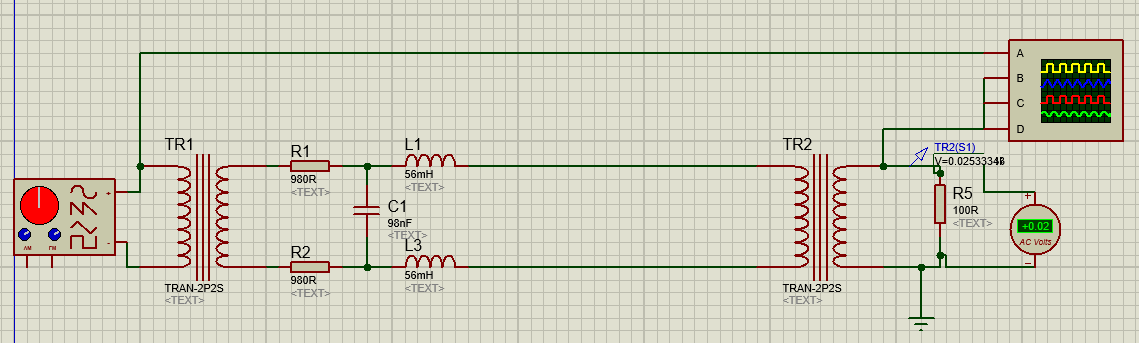 A
B
C
D
TR1
TR2
TR2(S1)
R1
L1
V=0.0253334
980R
<TEXT>
56mH
<TEXT>
R5
100R
<TEXT>
+
C1
98nF
<TEXT>
+0.02
AC Volts
AM
FM
+
-
R2
L3
980R
<TEXT>
56mH
<TEXT>
TRAN-2P2S
<TEXT>
TRAN-2P2S
<TEXT>